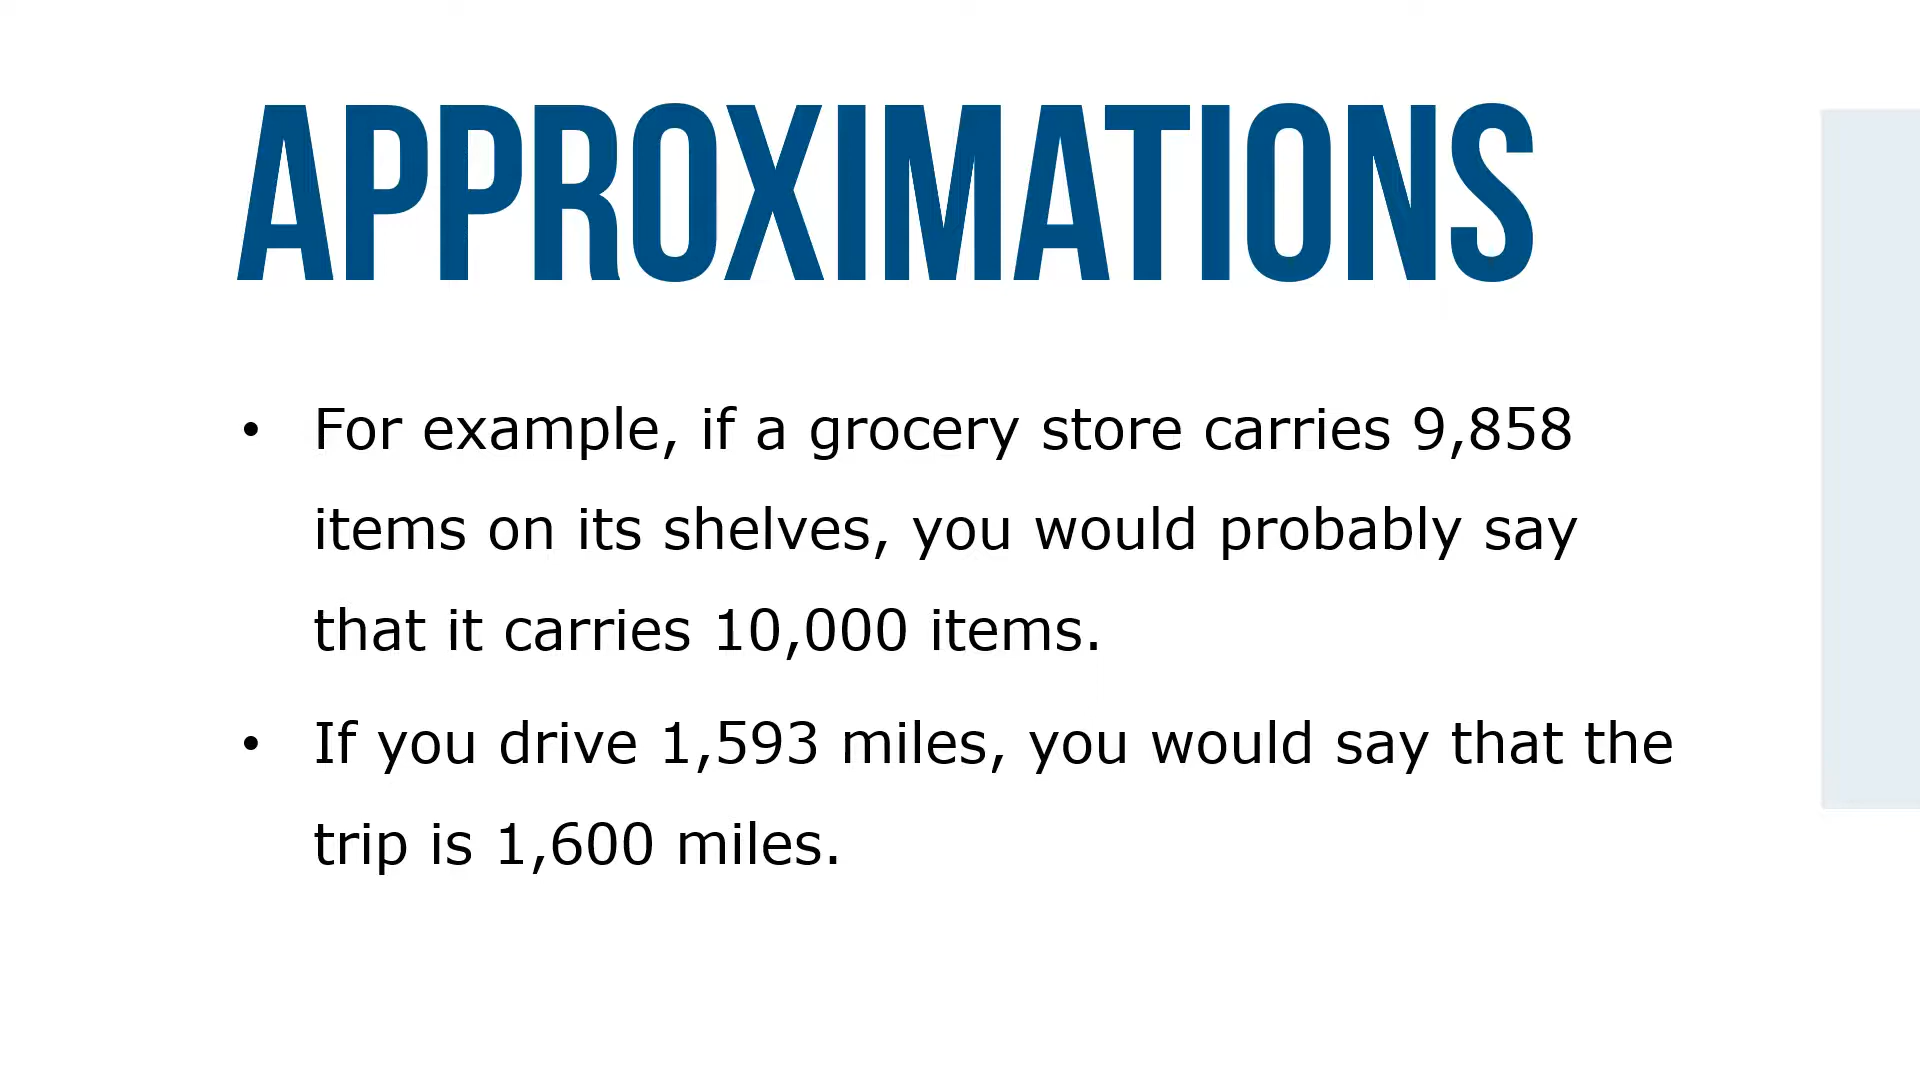 APPROXIMATIONS
• For example, if a grocery store carries 9,858
items on its shelves, you would probably say
that it carries 10,000 items.
• If you drive 1,593 miles, you would say that the
trip is 1,600 miles.